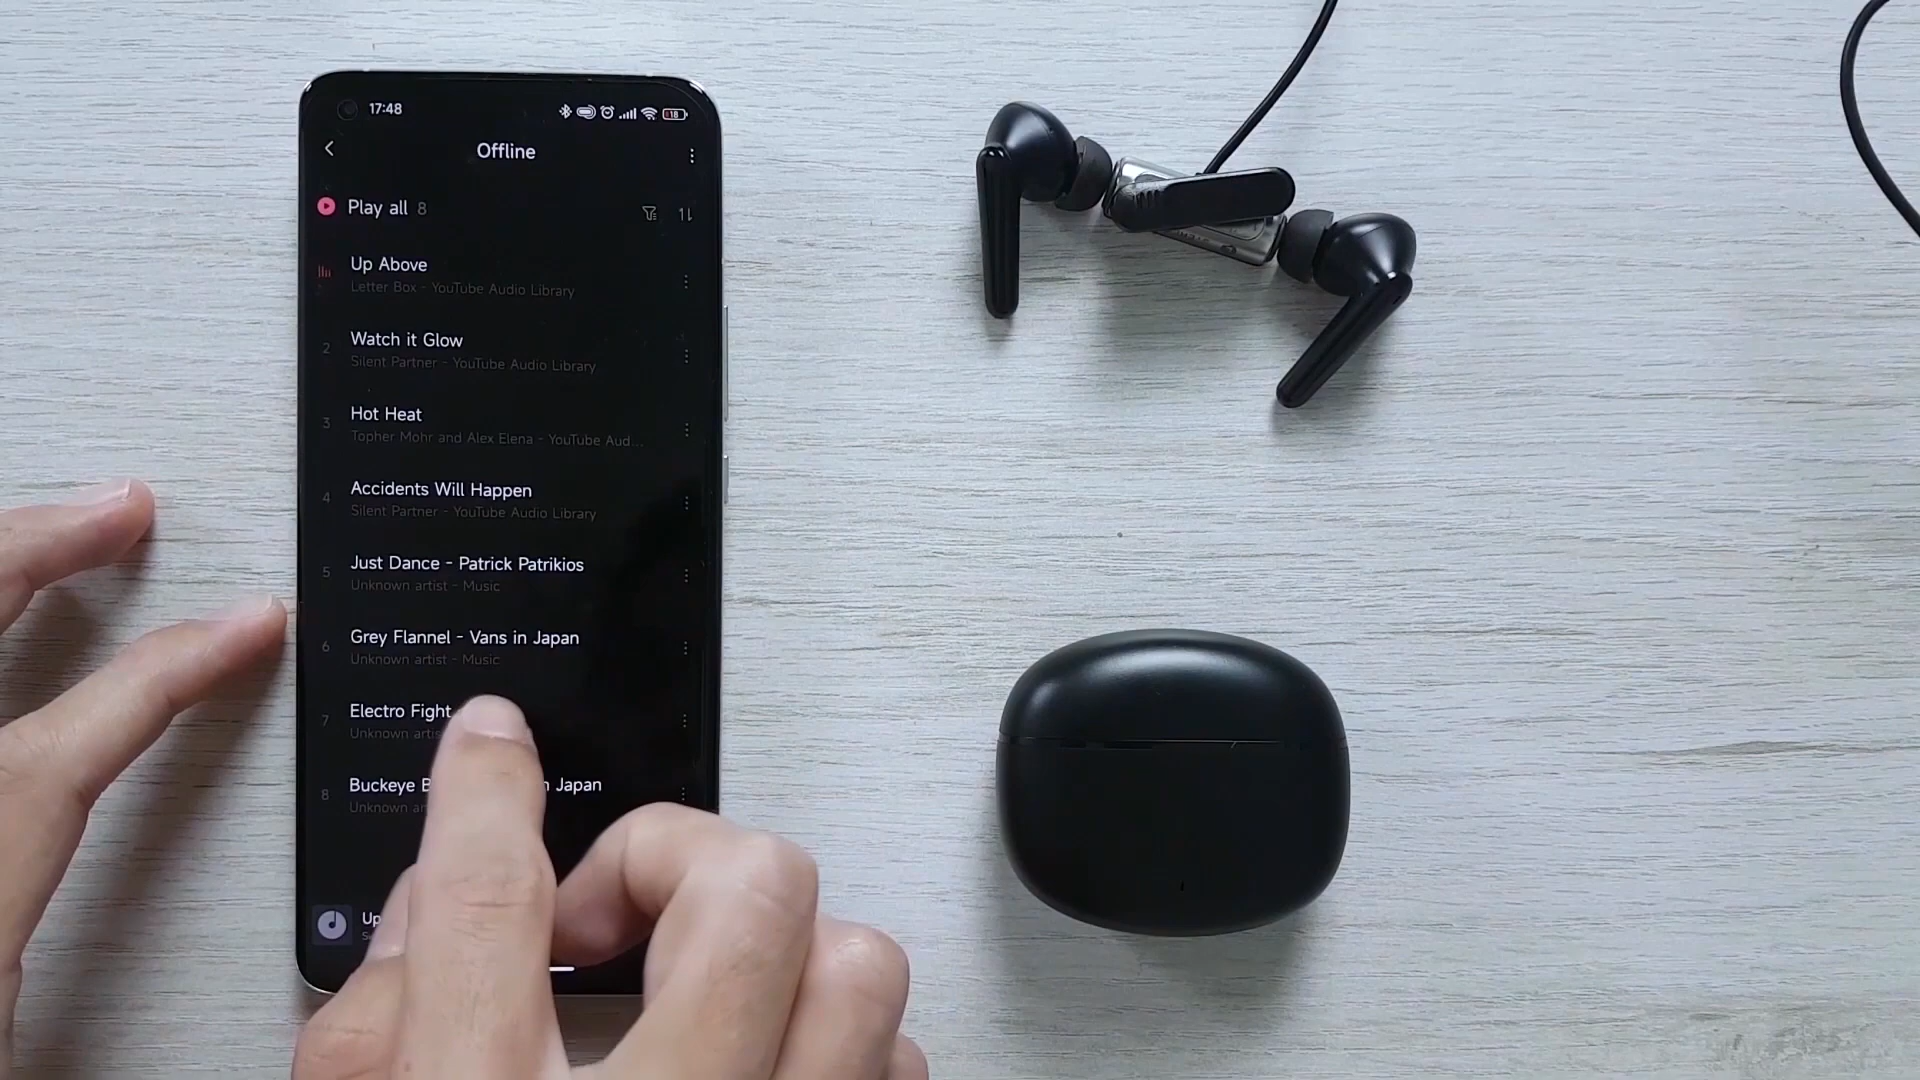 17:48
18
Offline
Play all 8
Up Above
Letter Box - YouTube Audio Library
2
Watch it Glow
Silent Partner - YouTube Audio Library
3
Hot Heat
Topher Mohr and Alex Elena - YouTube Aud...
4
Accidents Will Happen
Silent Partner - YouTube Audio Library
5
Just Dance - Patrick Patrikios
Unknown artist - Music
6
Grey Flannel - Vans in Japan
Unknown artist - Music
7
Electro Fight
Unknown
8
Buckeye Japan
Unknown
Up